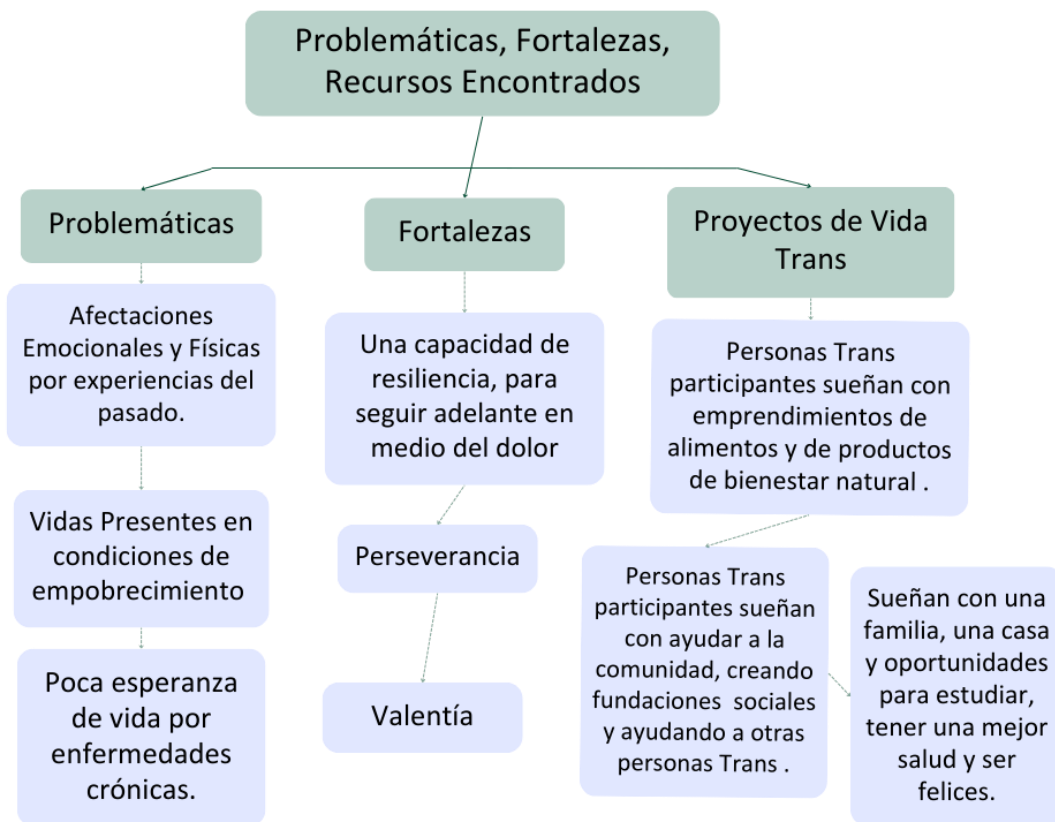 Problemáticas, Fortalezas,
Recursos Encontrados
Problemáticas
Afectaciones
Emocionales y Físicas
por experiencias del
pasado.
Vidas Presentes en
condiciones de
empobrecimiento
Poca esperanza
de vida por
enfermedades
crónicas.
Fortalezas
Una capacidad de
resiliencia, para
seguir adelante en
medio del dolor
Perseverancia
Valentía
Proyectos de Vida
Trans
Personas Trans
participantes sueñan con
emprendimientos de
alimentos y de productos
de bienestar natural .
Personas Trans
participantes sueñan
con ayudar a la
comunidad, creando
fundaciones  sociales
y ayudando a otras
personas Trans .
Sueñan con una
familia, una casa
y oportunidades
para estudiar,
tener una mejor
salud y ser
felices.